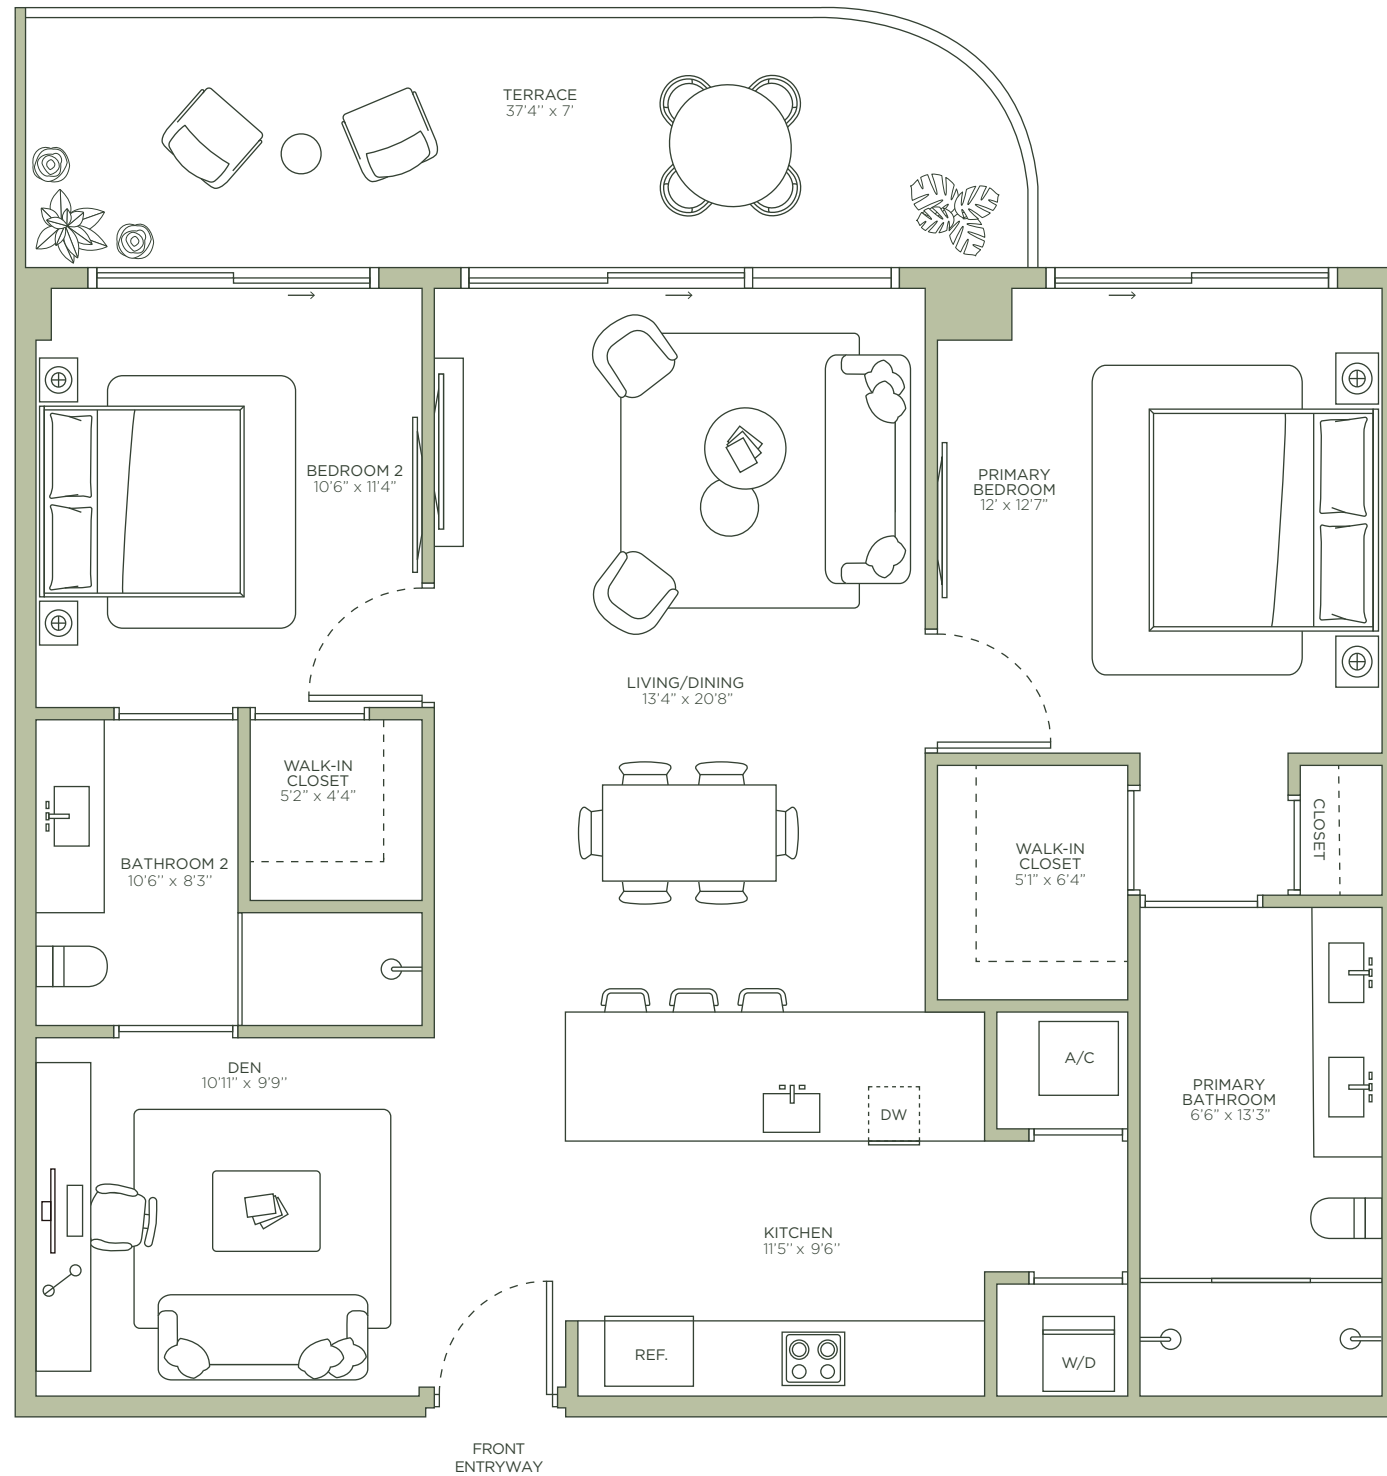 TERRACE
37'4'' x 7'
BEDROOM 2
10'6” x 11'4”
PRIMARY
BEDROOM
12' x 12'7”
LIVING/DINING
13'4” x 20'8”
WALK-IN
CLOSET
5'2” x 4'4”
BATHROOM 2
10'6” x 8'3”
WALK-IN
CLOSET
5'1” x 6'4”
CLOSET
DEN
10'11'' x 9'9''
A/C
DW
PRIMARY
BATHROOM
6'6” x 13'3”
KITCHEN
11'5'' x 9'6''
REF.
W/D
FRONT
ENTRYWAY